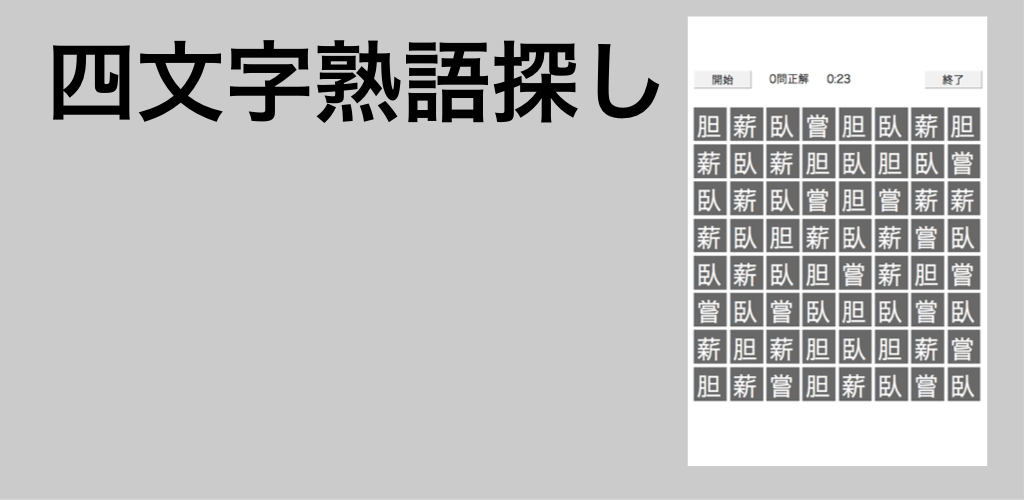 四文字熟語探し
開始 0問正解 0:23 終了
胆薪臥嘗胆臥薪胆
薪臥薪胆臥胆臥嘗
臥薪臥嘗胆嘗薪薪
薪臥胆薪臥薪嘗臥
臥薪臥胆嘗薪胆嘗
嘗臥嘗臥胆臥嘗臥
薪胆薪胆臥胆薪嘗
胆薪嘗胆薪臥嘗臥